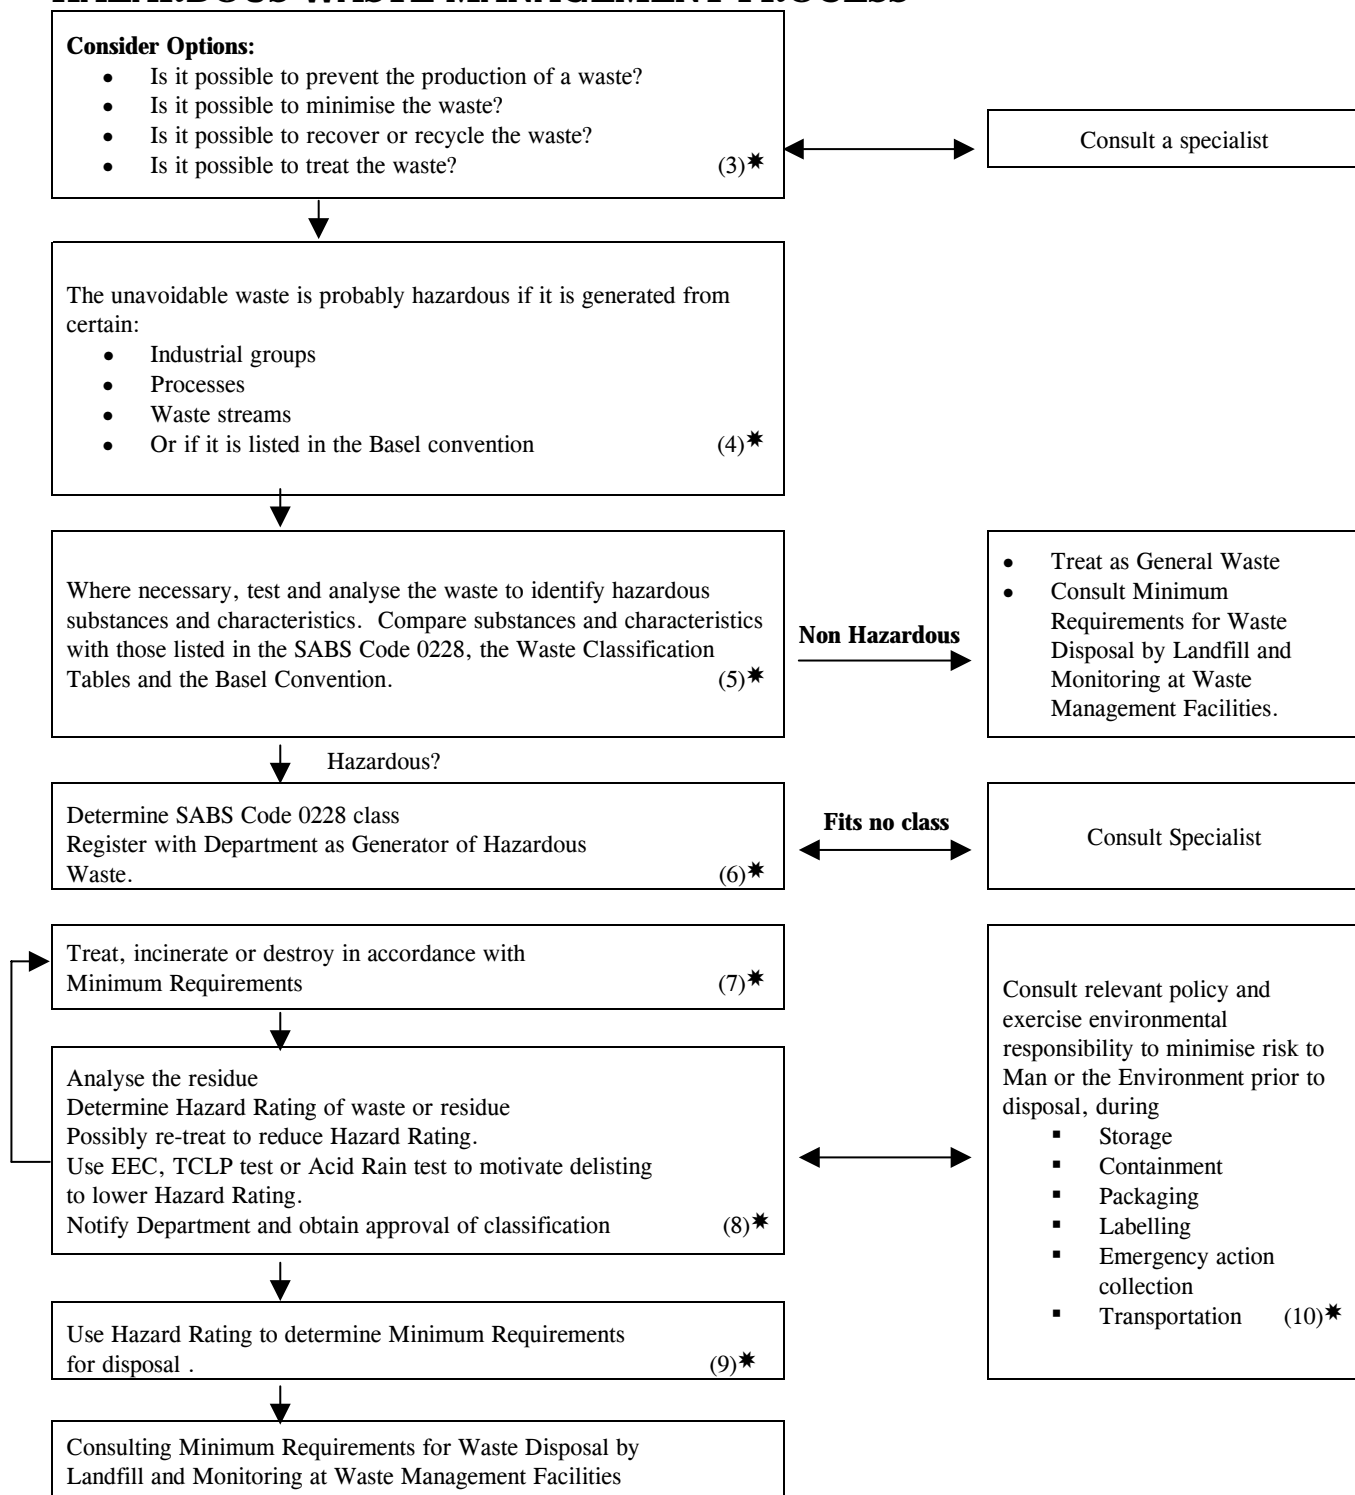 HAZARDOUS WASTE MANAGEMENT PROCESS
Consider Options:
• Is it possible to prevent the production of a waste?
• Is it possible to minimise the waste?
• Is it possible to recover or recycle the waste?
• Is it possible to treat the waste? (3)✷
Consult a specialist
The unavoidable waste is probably hazardous if it is generated from
certain:
• Industrial groups
• Processes
• Waste streams
• Or if it is listed in the Basel convention (4)✷
Where necessary, test and analyse the waste to identify hazardous
substances and characteristics. Compare substances and characteristics
with those listed in the SABS Code 0228, the Waste Classification
Tables and the Basel Convention. (5)✷
Non Hazardous
• Treat as General Waste
• Consult Minimum
Requirements for Waste
Disposal by Landfill and
Monitoring at Waste
Management Facilities.
Hazardous?
Determine SABS Code 0228 class
Register with Department as Generator of Hazardous
Waste. (6)✷
Fits no class
Consult Specialist
Treat, incinerate or destroy in accordance with
Minimum Requirements (7)✷
Analyse the residue
Determine Hazard Rating of waste or residue
Possibly re-treat to reduce Hazard Rating.
Use EEC, TCLP test or Acid Rain test to motivate delisting
to lower Hazard Rating.
Notify Department and obtain approval of classification (8)✷
Consult relevant policy and
exercise environmental
responsibility to minimise risk to
Man or the Environment prior to
disposal, during
▪ Storage
▪ Containment
▪ Packaging
▪ Labelling
▪ Emergency action
collection
▪ Transportation (10)✷
Use Hazard Rating to determine Minimum Requirements
for disposal . (9)✷
Consulting Minimum Requirements for Waste Disposal by
Landfill and Monitoring at Waste Management Facilities